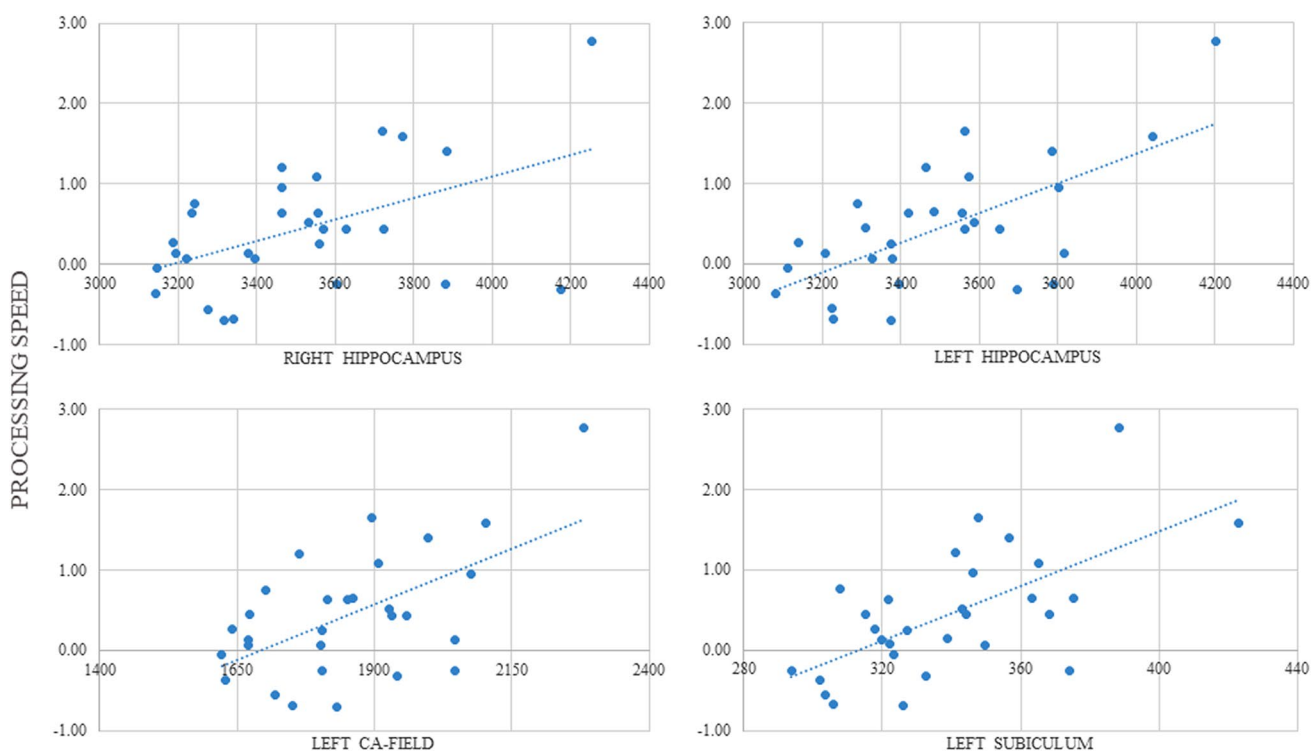 PROCESSING SPEED
3.00
2.00
1.00
0.00
-1.00
3000 3200 3400 3600 3800 4000 4200 4400
RIGHT HIPPOCAMPUS
3.00
2.00
1.00
0.00
-1.00
3000 3200 3400 3600 3800 4000 4200 4400
LEFT HIPPOCAMPUS
3.00
2.00
1.00
0.00
-1.00
1400 1650 1900 2150 2400
LEFT CA-FIELD
3.00
2.00
1.00
0.00
-1.00
280 320 360 400 440
LEFT SUBICULUM